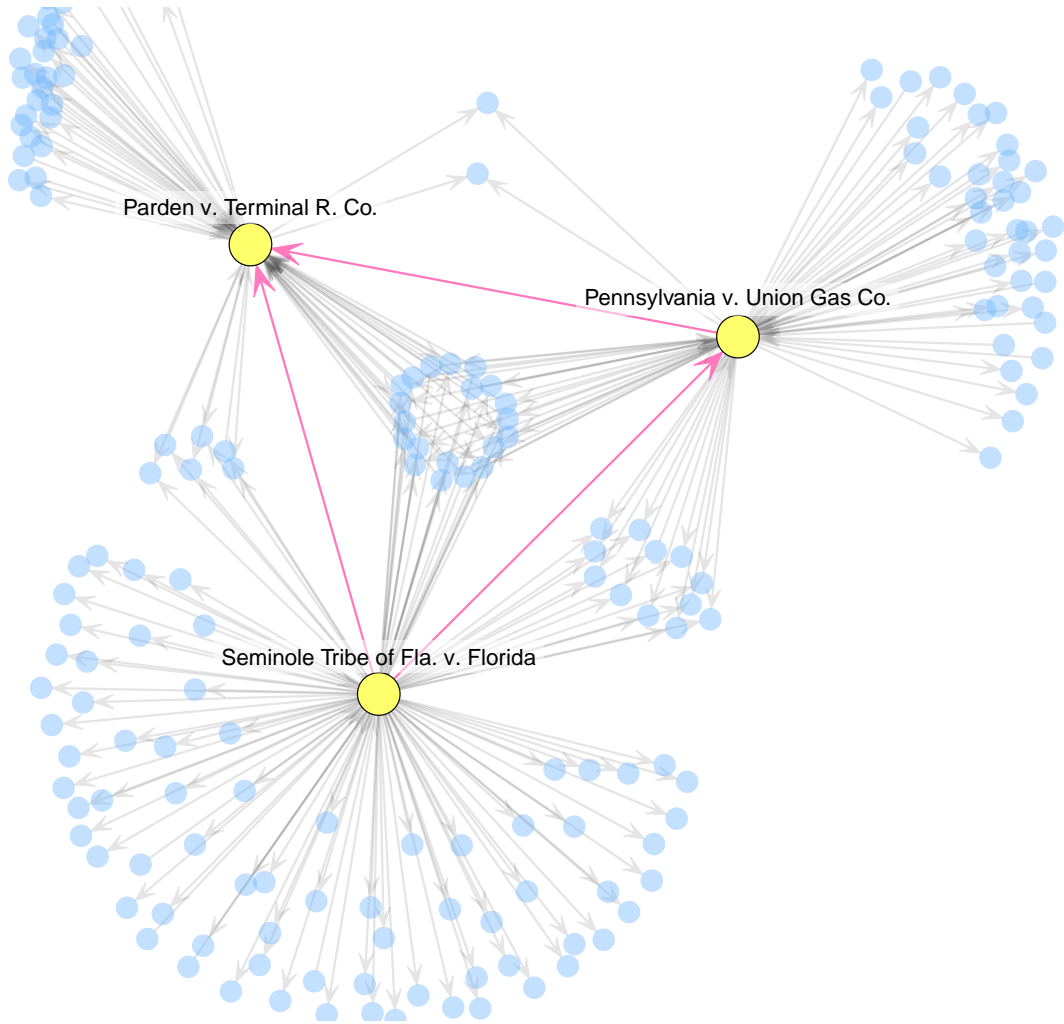 Parden v. Terminal R. Co.
Pennsylvania v. Union Gas Co.
Seminole Tribe of Fla. v. Florida